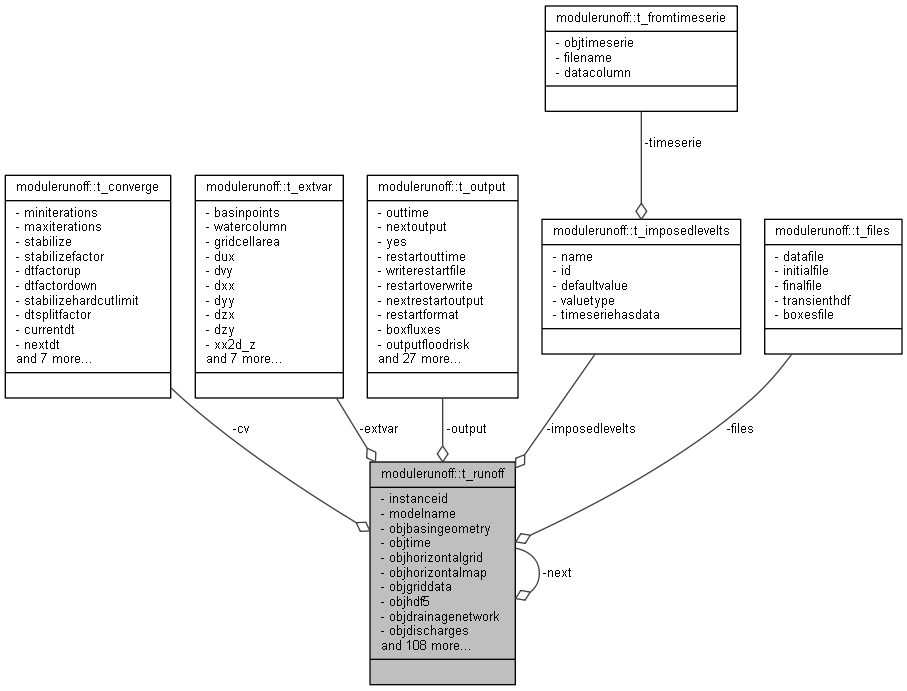 modulerunoff::t_fromtimeserie
- objtimeserie
- filename
- datacolumn
-timeserie
modulerunoff::t_converge
- miniterations
- maxiterations
- stabilize
- stabilizefactor
- dtfactorup
- dtfactordown
- stabilizehardcutlimit
- dtsplitfactor
- currentdt
- nextdt
and 7 more...
modulerunoff::t_extvar
- basinpoints
- watercolumn
- gridcellarea
- dux
- dvy
- dxx
- dyy
- dzx
- dzy
- xx2d_z
and 7 more...
modulerunoff::t_output
- outtime
- nextoutput
- yes
- restartouttime
- writerestartfile
- restartoverwrite
- nextrestartoutput
- restartformat
- boxfluxes
- outputfloodrisk
and 27 more...
modulerunoff::t_imposedlevelts
- name
- id
- defaultvalue
- valuetype
- timeseriehasdata
modulerunoff::t_files
- datafile
- initialfile
- finalfile
- transienthdf
- boxesfile
-cv
-extvar
-output
-imposedlevelts
-files
modulerunoff::t_runoff
- instanceid
- modelname
- objbasingeometry
- objtime
- objhorizontalgrid
- objhorizontalmap
- objgriddata
- objhdf5
- objdrainagenetwork
- objdischarges
and 108 more...
-next